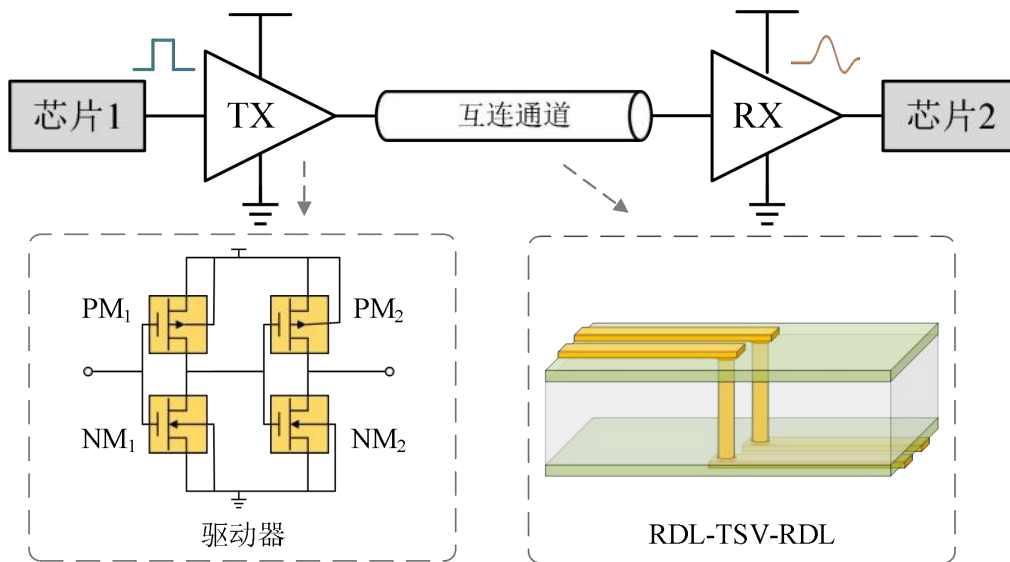 芯片1
TX
互连通道
RX
芯片2
PM₁
PM₂
NM₁
NM₂
驱动器
RDL-TSV-RDL